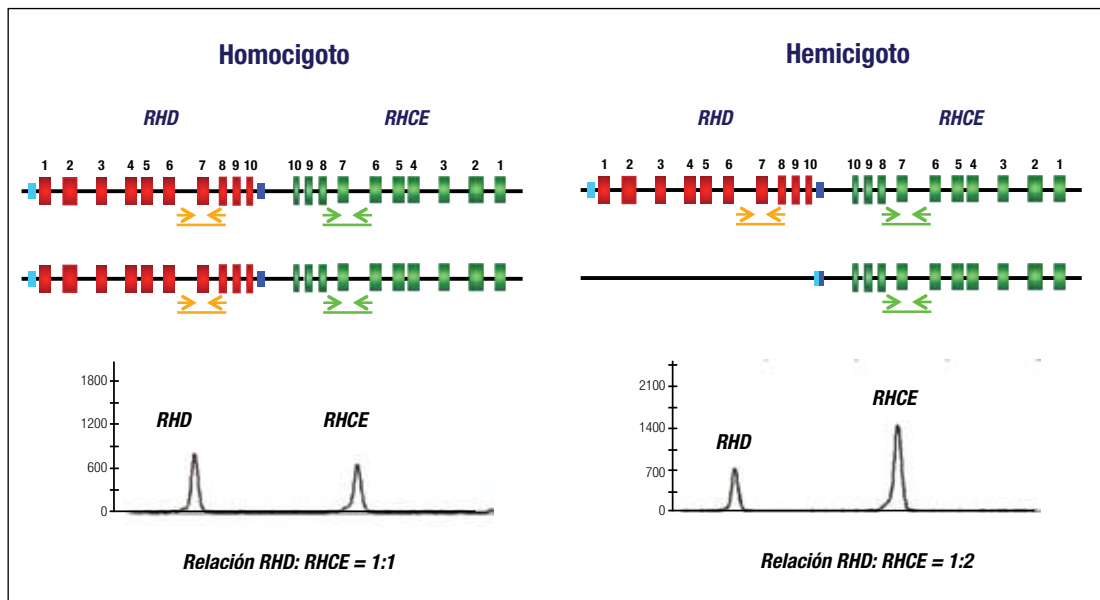 Homocigoto
RHD RHCE
1 2 3 4 5 6 7 8 9 10 10 9 8 7 6 5 4 3 2 1
1800
1200
600
0
RHD
RHCE
Relación RHD: RHCE = 1:1
Hemicigoto
RHD RHCE
1 2 3 4 5 6 7 8 9 10 10 9 8 7 6 5 4 3 2 1
2100
1400
700
0
RHD
RHCE
Relación RHD: RHCE = 1:2